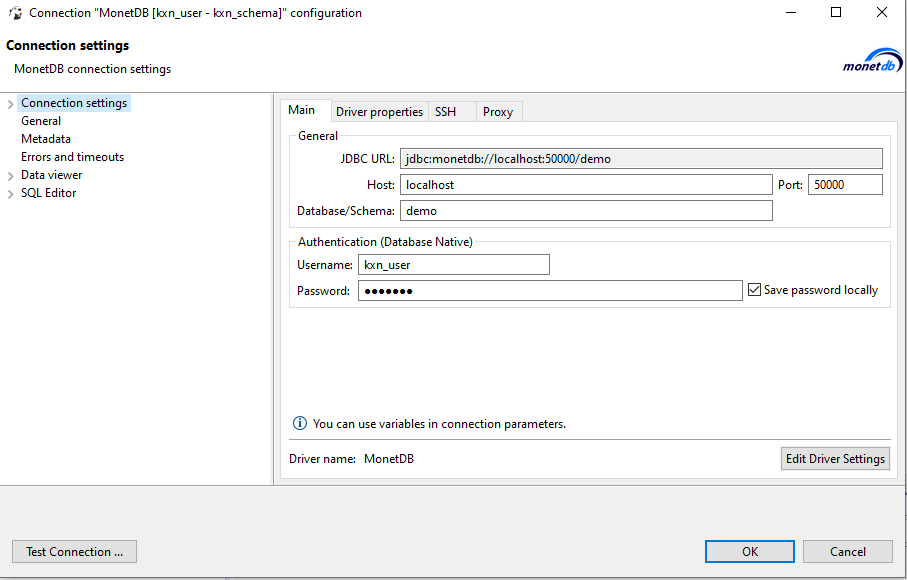 Connection "MonetDB [kxn_user - kxn_schema]" configuration
Connection settings
MonetDB connection settings
monetdb
Connection settings
General
Metadata
Errors and timeouts
Data viewer
SQL Editor
Main Driver properties SSH Proxy
General
JDBC URL: jdbc:monetdb://localhost:50000/demo
Host: localhost Port: 50000
Database/Schema: demo
Authentication (Database Native)
Username: kxn_user
Password: ●●●●●●● Save password locally
You can use variables in connection parameters.
Driver name: MonetDB Edit Driver Settings
Test Connection ... OK Cancel